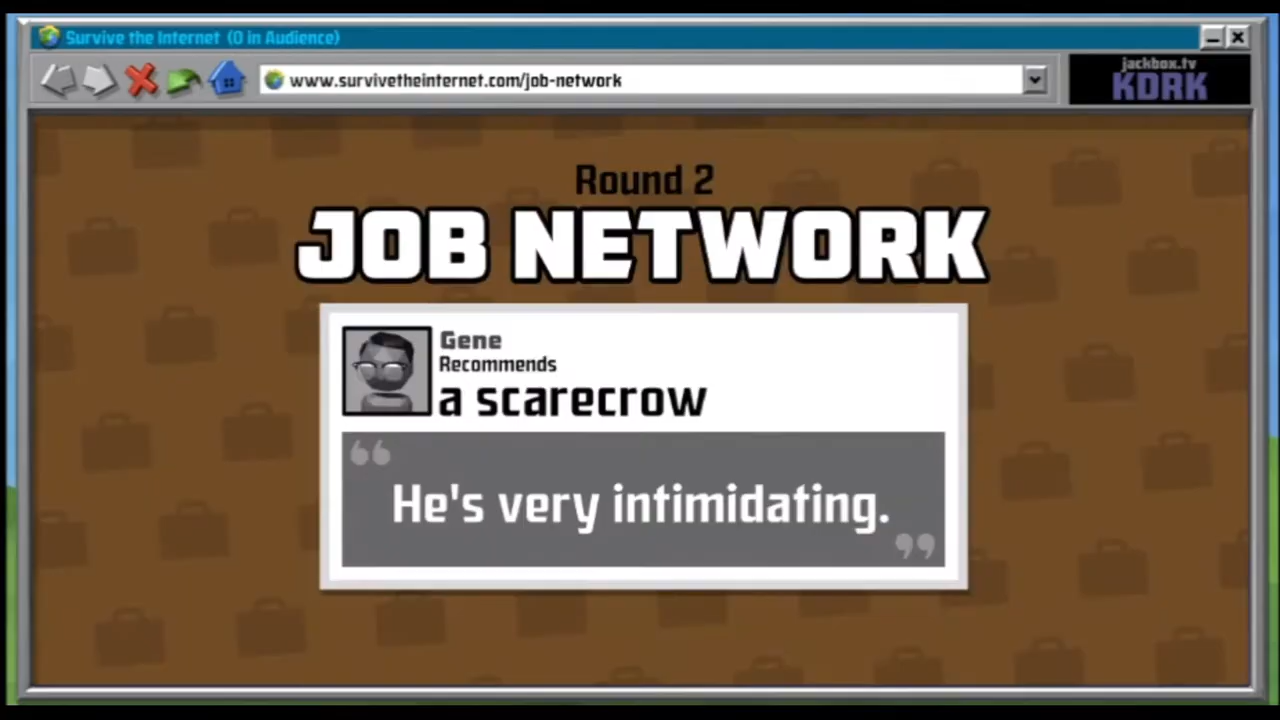 Survive the Internet (0 in Audience)
www.survivetheinternet.com/job-network
jackbox.tv
KDRK
Round 2
JOB NETWORK
Gene
Recommends
a scarecrow
“
He's very intimidating.
”